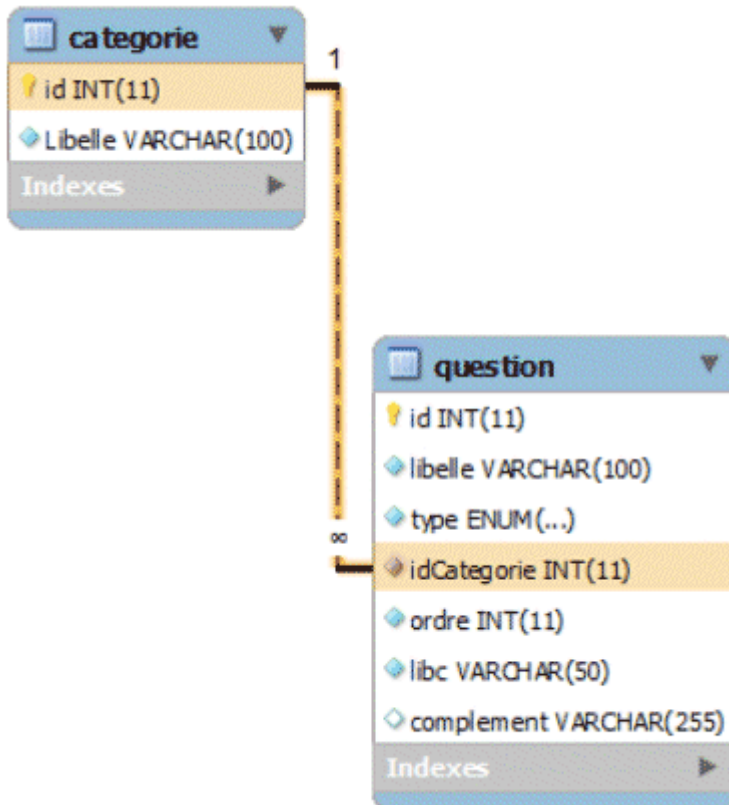 categorie
id INT(11)
Libelle VARCHAR(100)
Indexes
1
∞
question
id INT(11)
libelle VARCHAR(100)
type ENUM(...)
idCategorie INT(11)
ordre INT(11)
libc VARCHAR(50)
complement VARCHAR(255)
Indexes